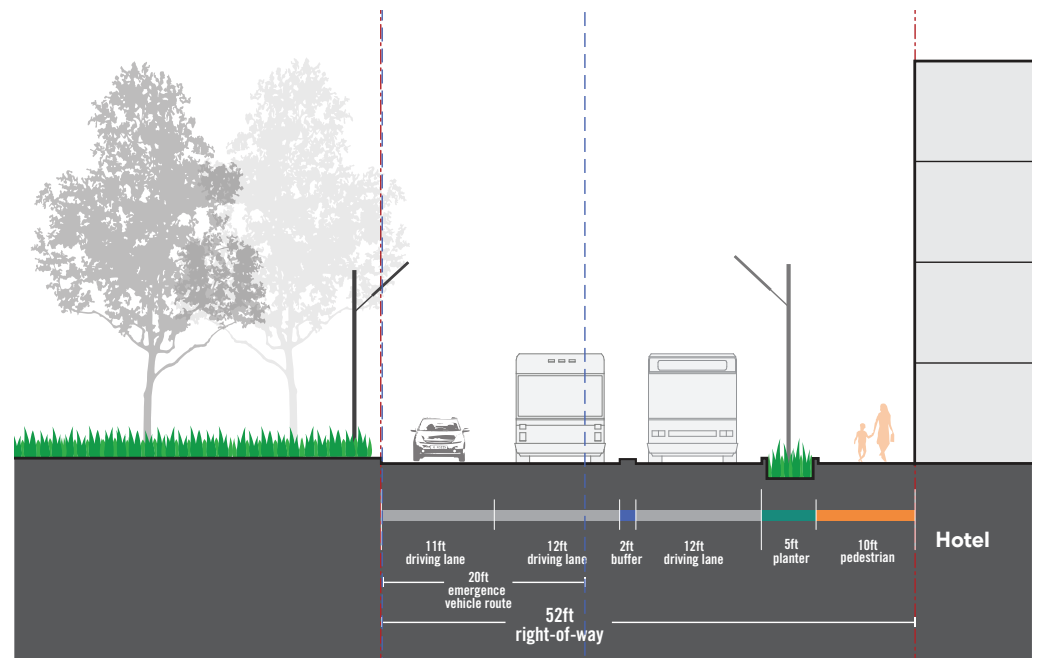 11ft
driving lane
12ft
driving lane
2ft
buffer
12ft
driving lane
5ft
planter
10ft
pedestrian
Hotel
20ft
emergence
vehicle route
52ft
right-of-way